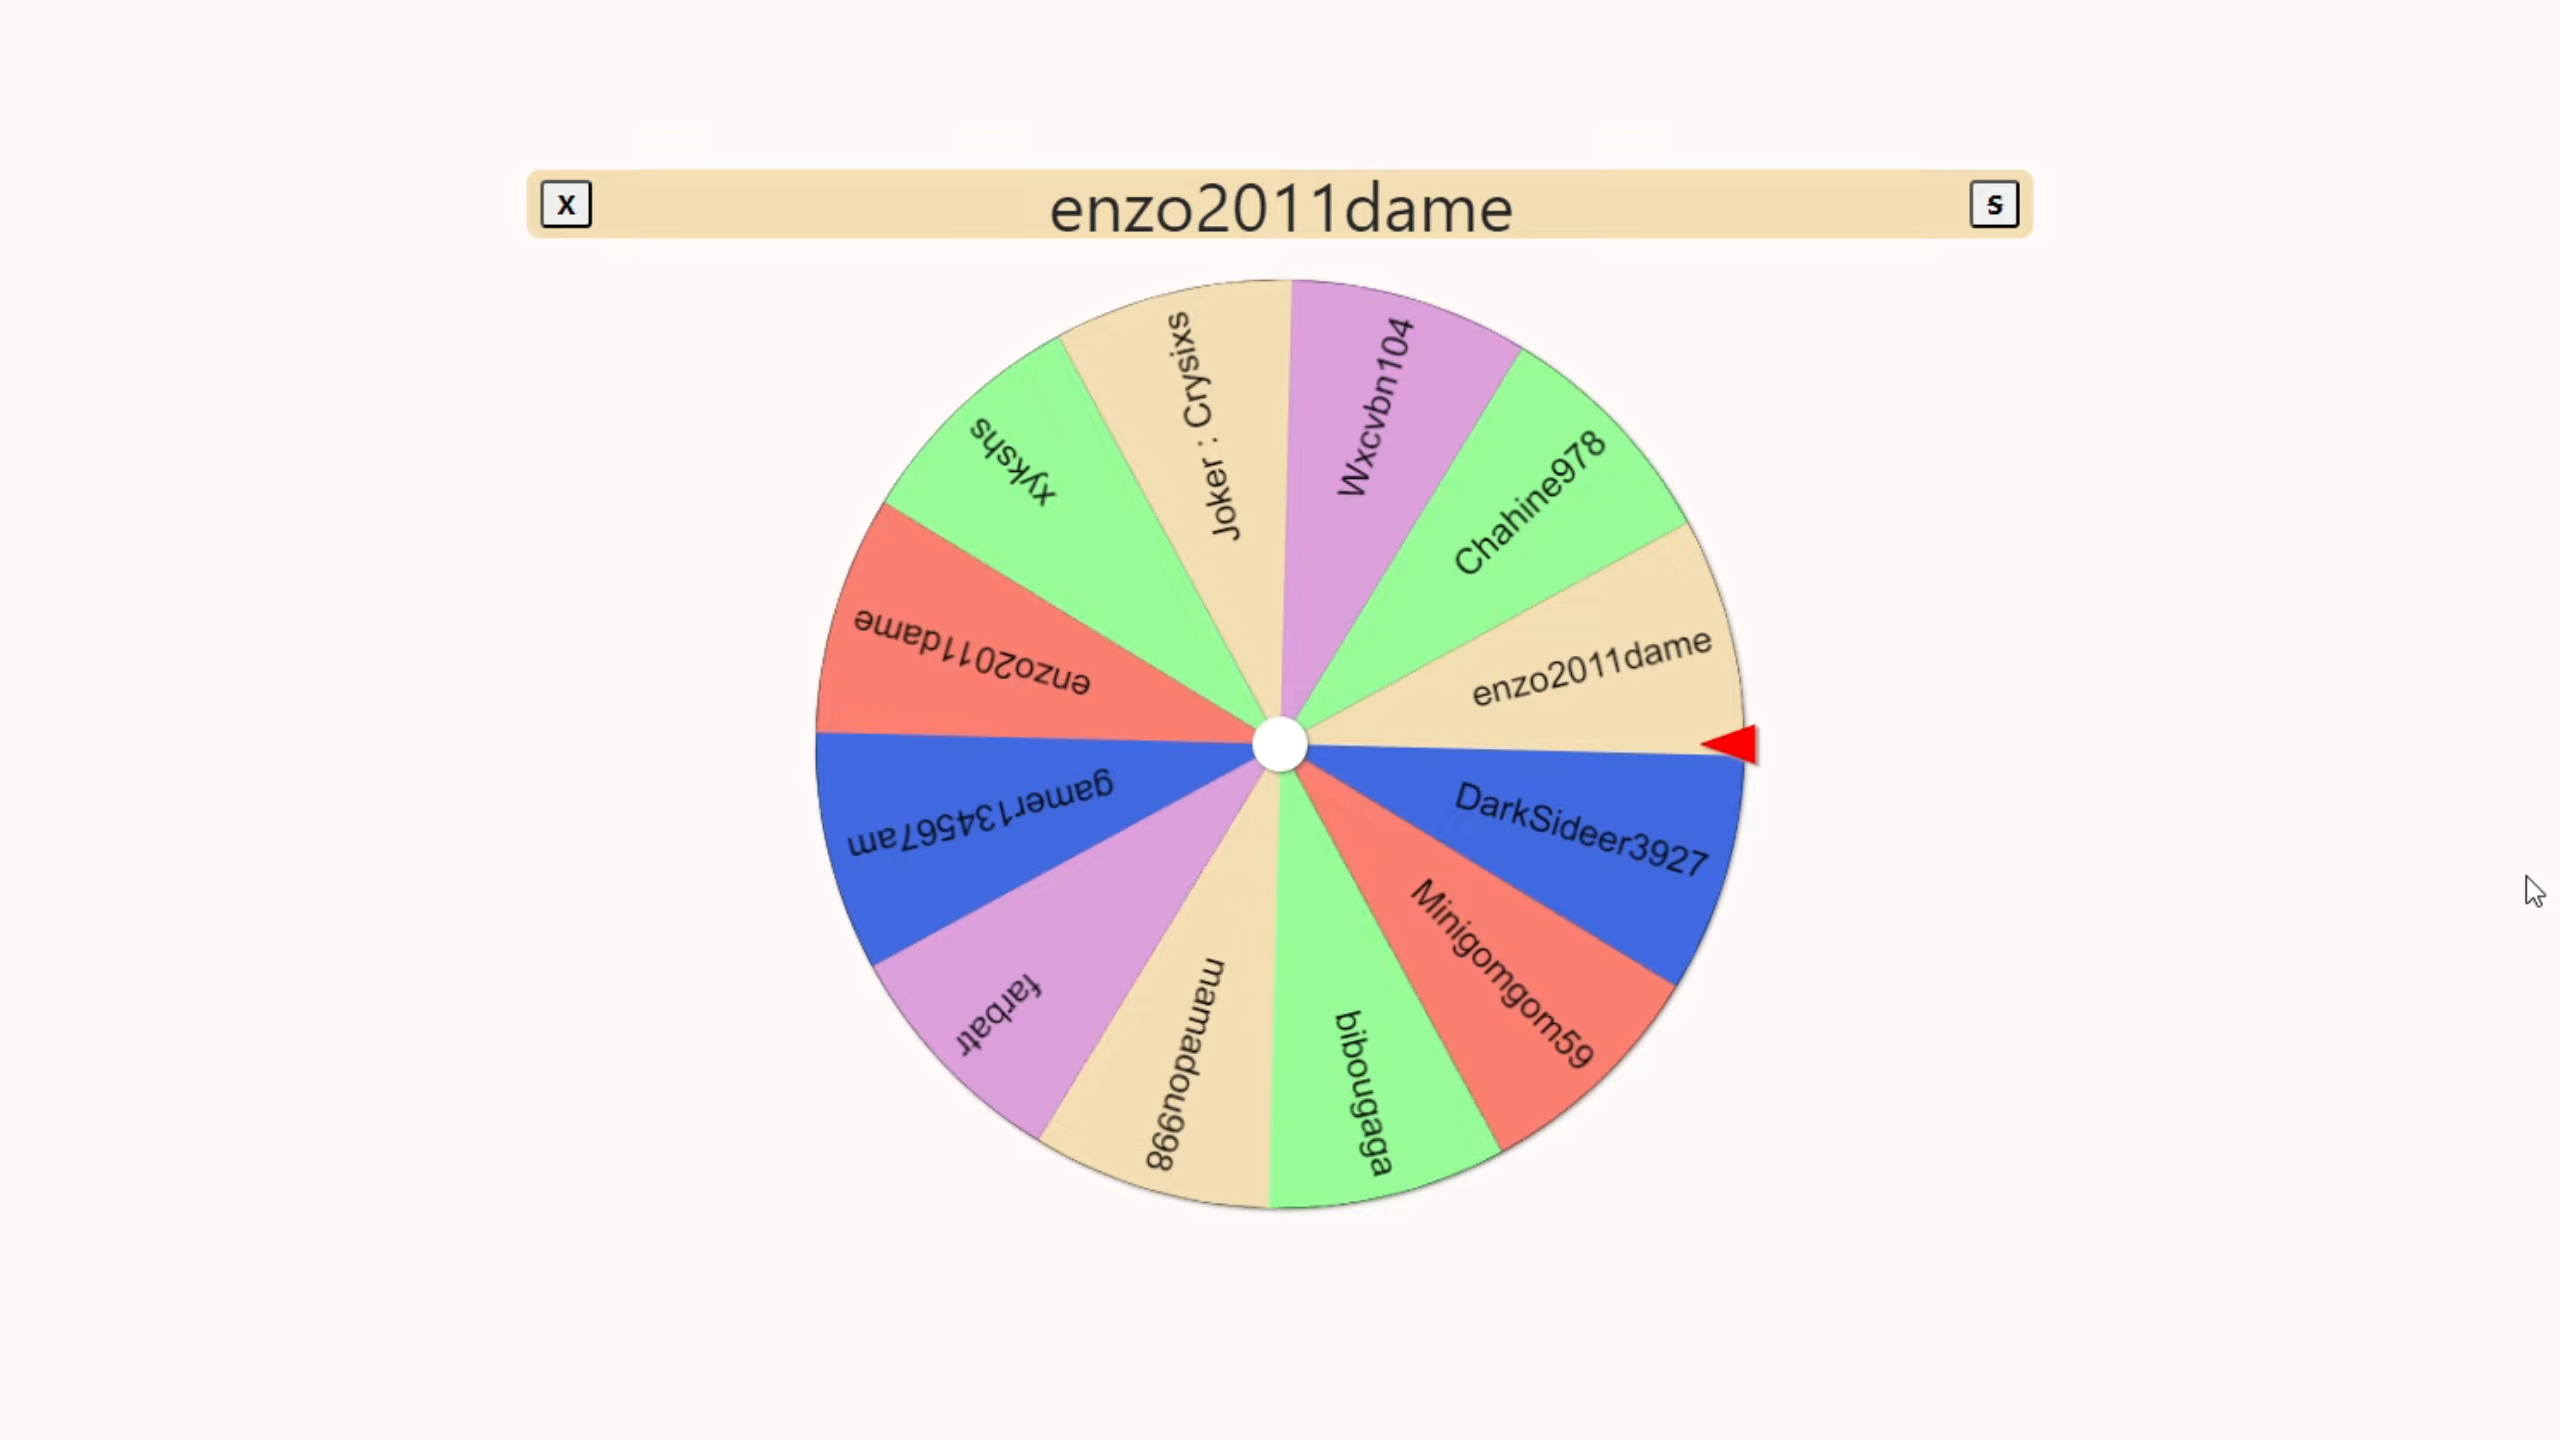 X
enzo2011dame
S
Joker : Crysixs
Wxcvbn104
Chahine978
enzo2011dame
DarkSideer3927
Minigomgom59
bibougaga
mamadou998
farbatr
gamer134567am
enzo2011dame
xykshs